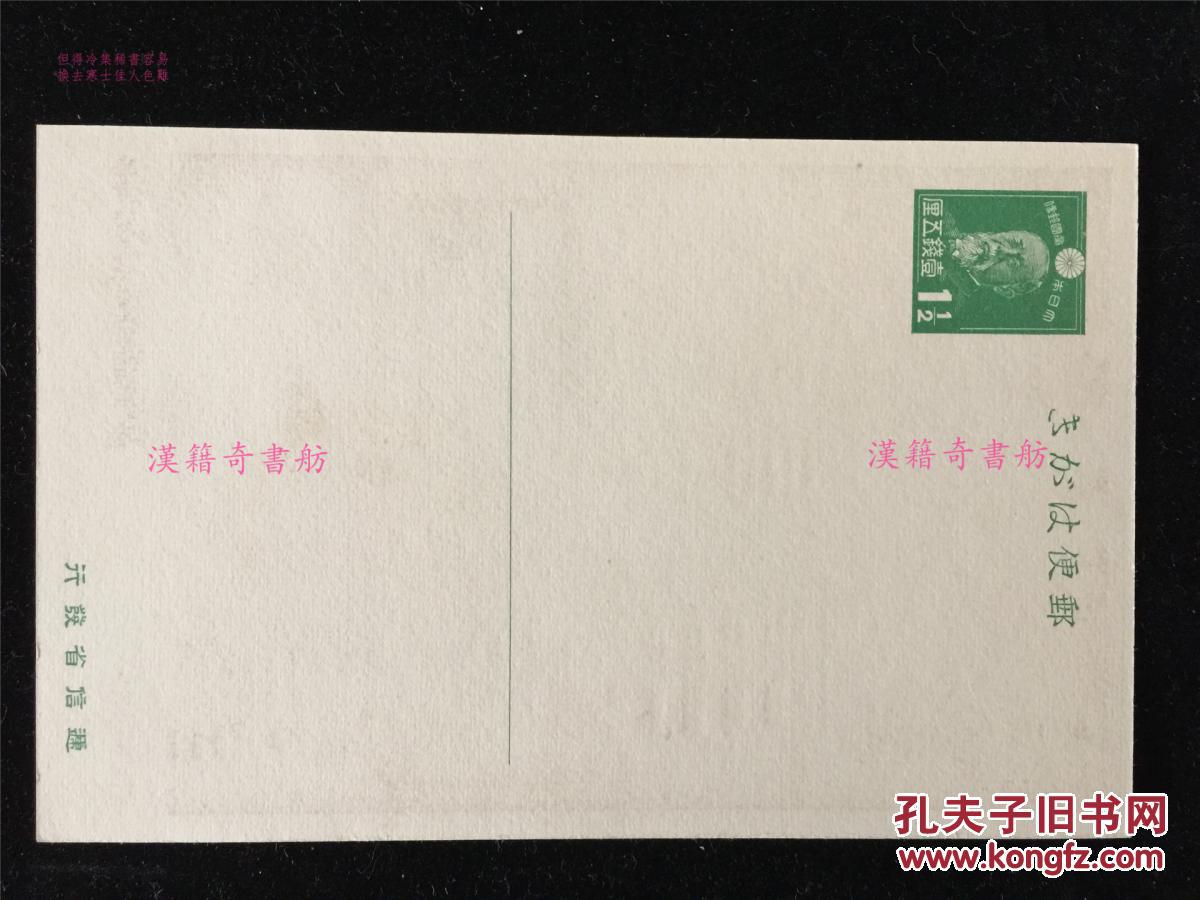 但得冷集稀書容易
換去寒士佳人色難
大日本
帝國郵便
壹錢五厘
1 1/2
郵便はがき
漢籍奇書舫
漢籍奇書舫
遞信省發行
孔夫子旧书网
www.kongfz.com